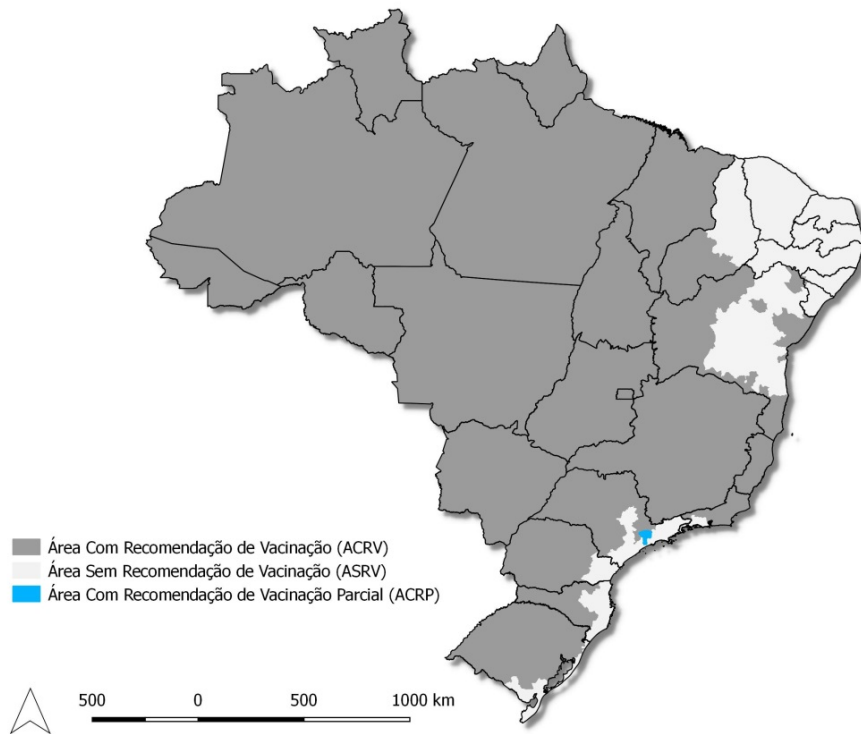 Área Com Recomendação de Vacinação (ACRV)
Área Sem Recomendação de Vacinação (ASRV)
Área Com Recomendação de Vacinação Parcial (ACRP)
500 0 500 1000 km